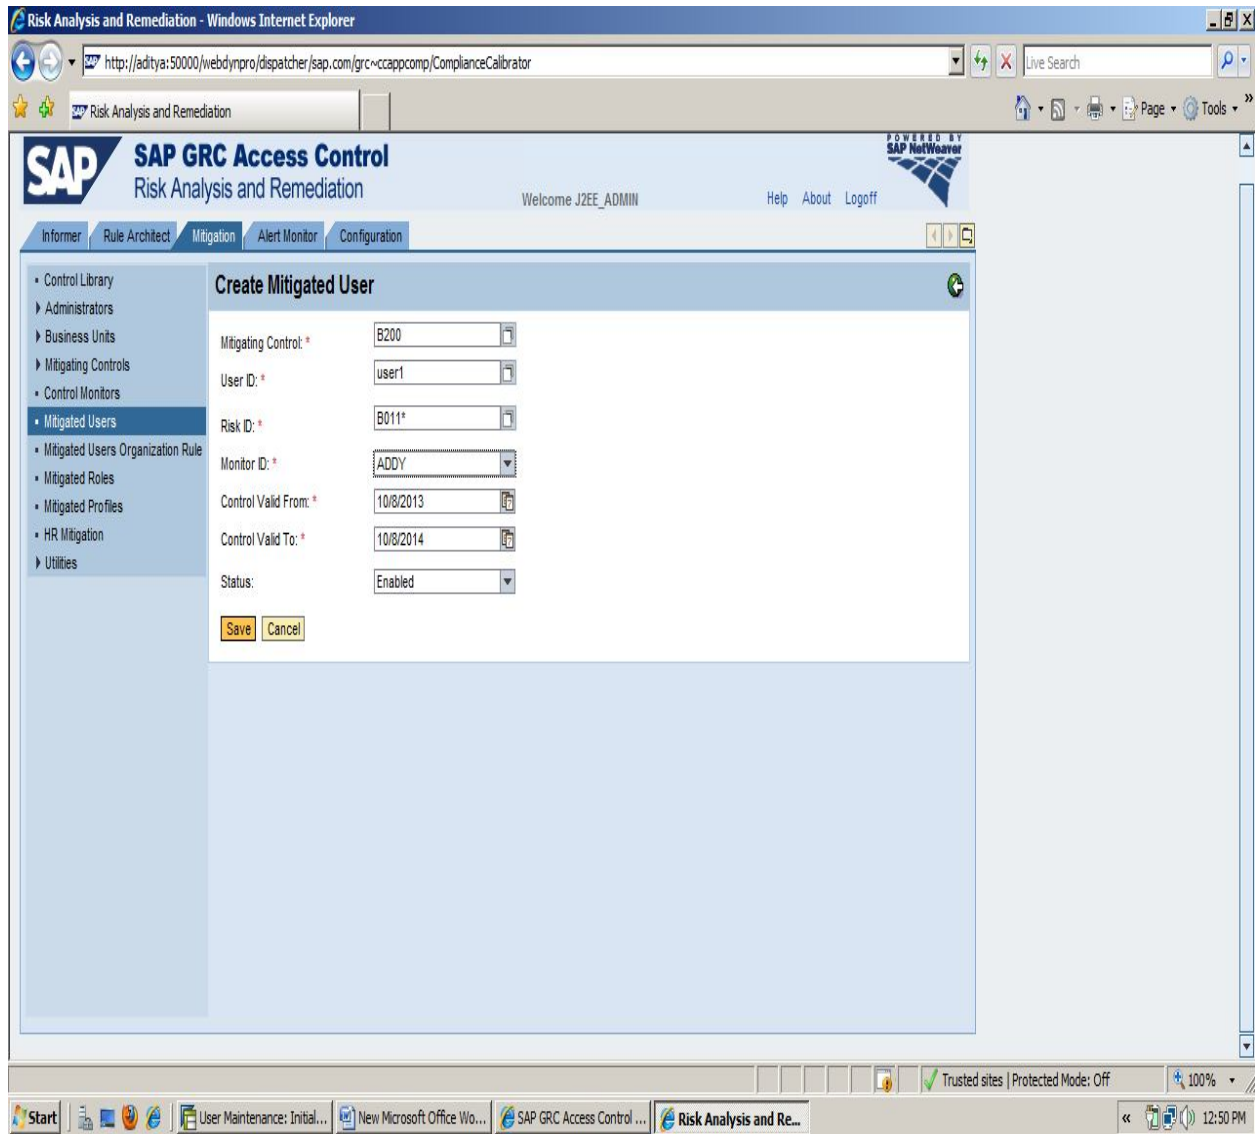 Risk Analysis and Remediation - Windows Internet Explorer
http://aditya:50000/webdynpro/dispatcher/sap.com/grc~ccappcomp/ComplianceCalibrator
Live Search
Risk Analysis and Remediation
Page
Tools
SAP
SAP GRC Access Control
Risk Analysis and Remediation
Welcome J2EE_ADMIN
Help About Logoff
POWERED BY
SAP NetWeaver
Informer Rule Architect Mitigation Alert Monitor Configuration
Control Library
Administrators
Business Units
Mitigating Controls
Control Monitors
Mitigated Users
Mitigated Users Organization Rule
Mitigated Roles
Mitigated Profiles
HR Mitigation
Utilities
Create Mitigated User
Mitigating Control: * B200
User ID: * user1
Risk ID: * B011*
Monitor ID: * ADDY
Control Valid From: * 10/8/2013
Control Valid To: * 10/8/2014
Status: Enabled
Save Cancel
Trusted sites | Protected Mode: Off
100%
Start
User Maintenance: Initial...
New Microsoft Office Wo...
SAP GRC Access Control ...
Risk Analysis and Re...
12:50 PM